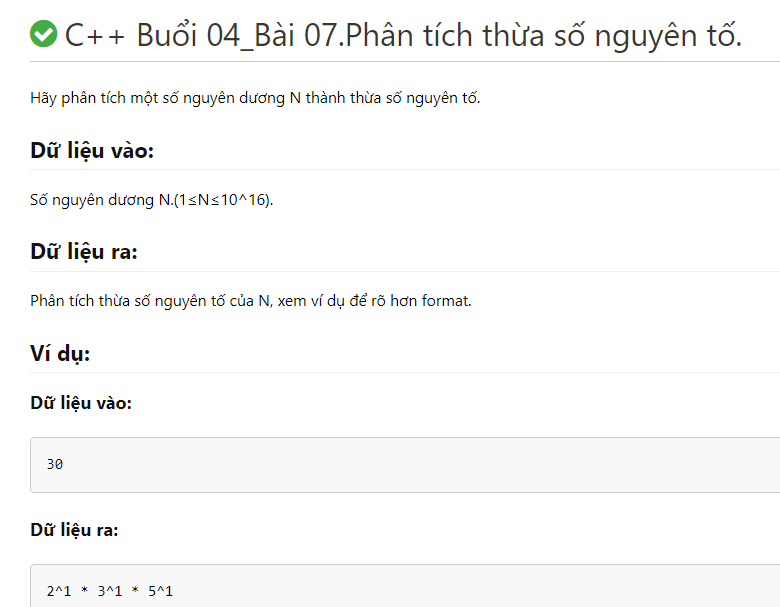 C++ Buổi 04_Bài 07.Phân tích thừa số nguyên tố.
Hãy phân tích một số nguyên dương N thành thừa số nguyên tố.
Dữ liệu vào:
Số nguyên dương N.(1≤N≤10^16).
Dữ liệu ra:
Phân tích thừa số nguyên tố của N, xem ví dụ để rõ hơn format.
Ví dụ:
Dữ liệu vào:
30
Dữ liệu ra:
2^1 * 3^1 * 5^1